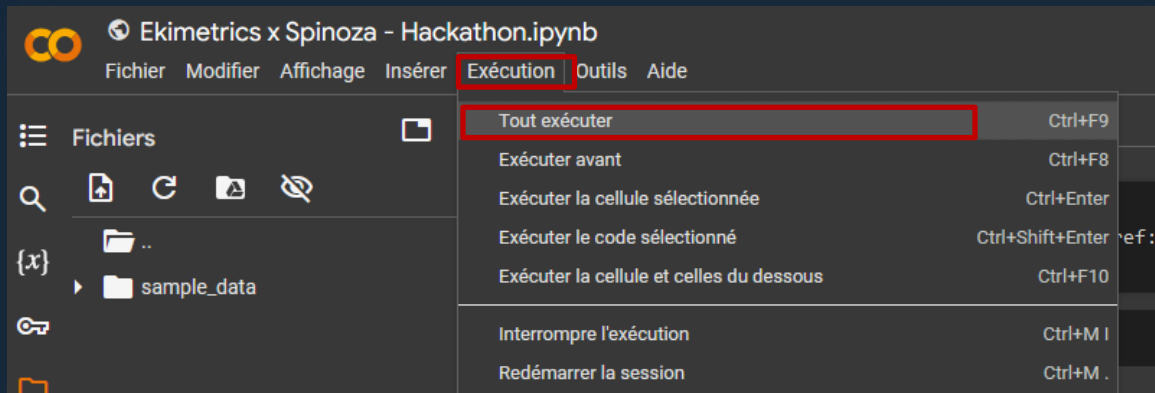 Ekimetrics x Spinoza - Hackathon.ipynb
Fichier Modifier Affichage Insérer Exécution Outils Aide
Fichiers
..
sample_data
{x}
Tout exécuter Ctrl+F9
Exécuter avant Ctrl+F8
Exécuter la cellule sélectionnée Ctrl+Enter
Exécuter le code sélectionné Ctrl+Shift+Enter
Exécuter la cellule et celles du dessous Ctrl+F10
Interrompre l'exécution Ctrl+M I
Redémarrer la session Ctrl+M .
ef: